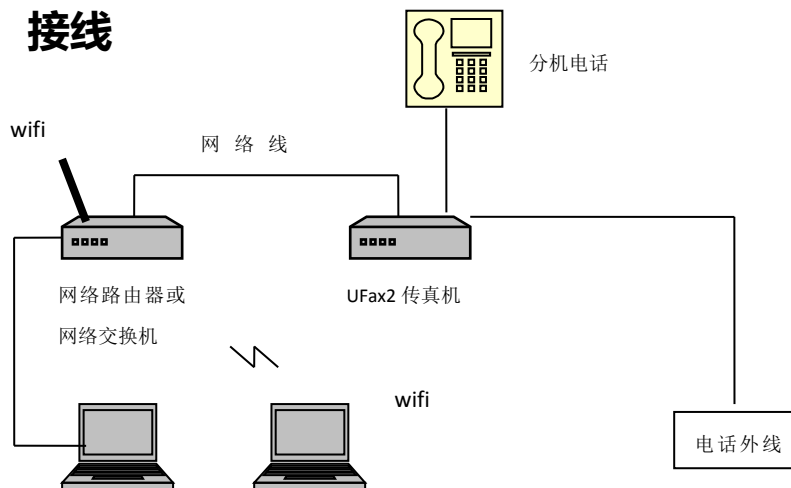 接线
分机电话
wifi
网 络 线
网络路由器或
网络交换机
UFax2 传真机
wifi
电话外线